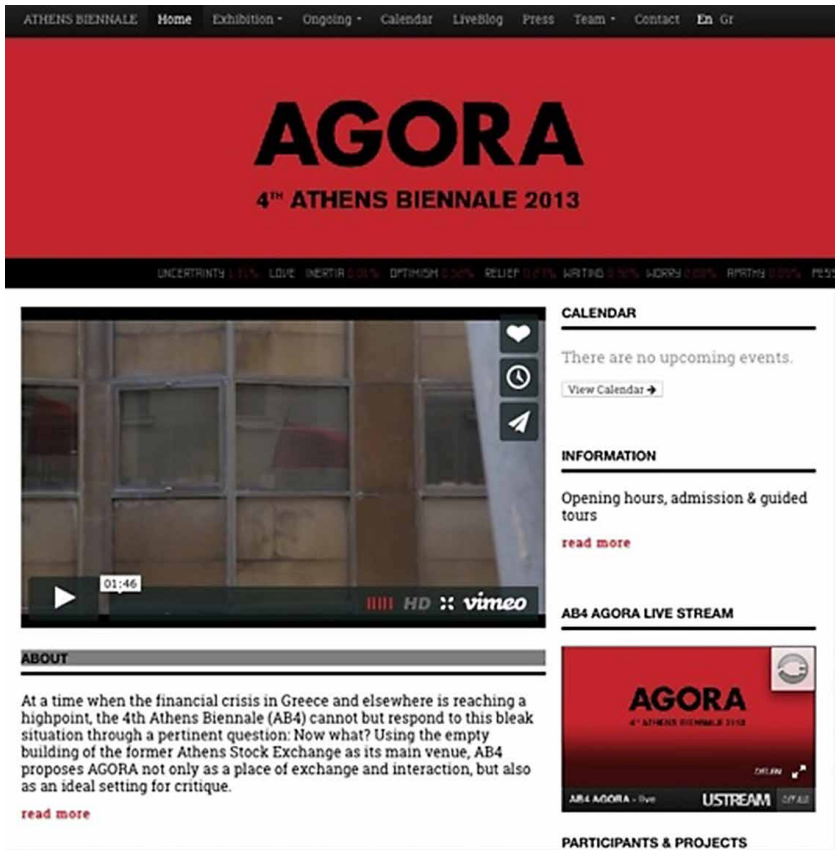 ATHENS BIENNALE Home Exhibition Ongoing Calendar LiveBlog Press Team Contact En Gr
AGORA
4TH ATHENS BIENNALE 2013
UNCERTAINTY LOVE INERTIA OPTIMISM RELIEF WAITING WORRY APATHY
01:46
HD vimeo
ABOUT
At a time when the financial crisis in Greece and elsewhere is reaching a
highpoint, the 4th Athens Biennale (AB4) cannot but respond to this bleak
situation through a pertinent question: Now what? Using the empty
building of the former Athens Stock Exchange as its main venue, AB4
proposes AGORA not only as a place of exchange and interaction, but also
as an ideal setting for critique.
read more
CALENDAR
There are no upcoming events.
View Calendar
INFORMATION
Opening hours, admission & guided
tours
read more
AB4 AGORA LIVE STREAM
AGORA
4TH ATHENS BIENNALE 2013
AB4 AGORA - live USTREAM
PARTICIPANTS & PROJECTS